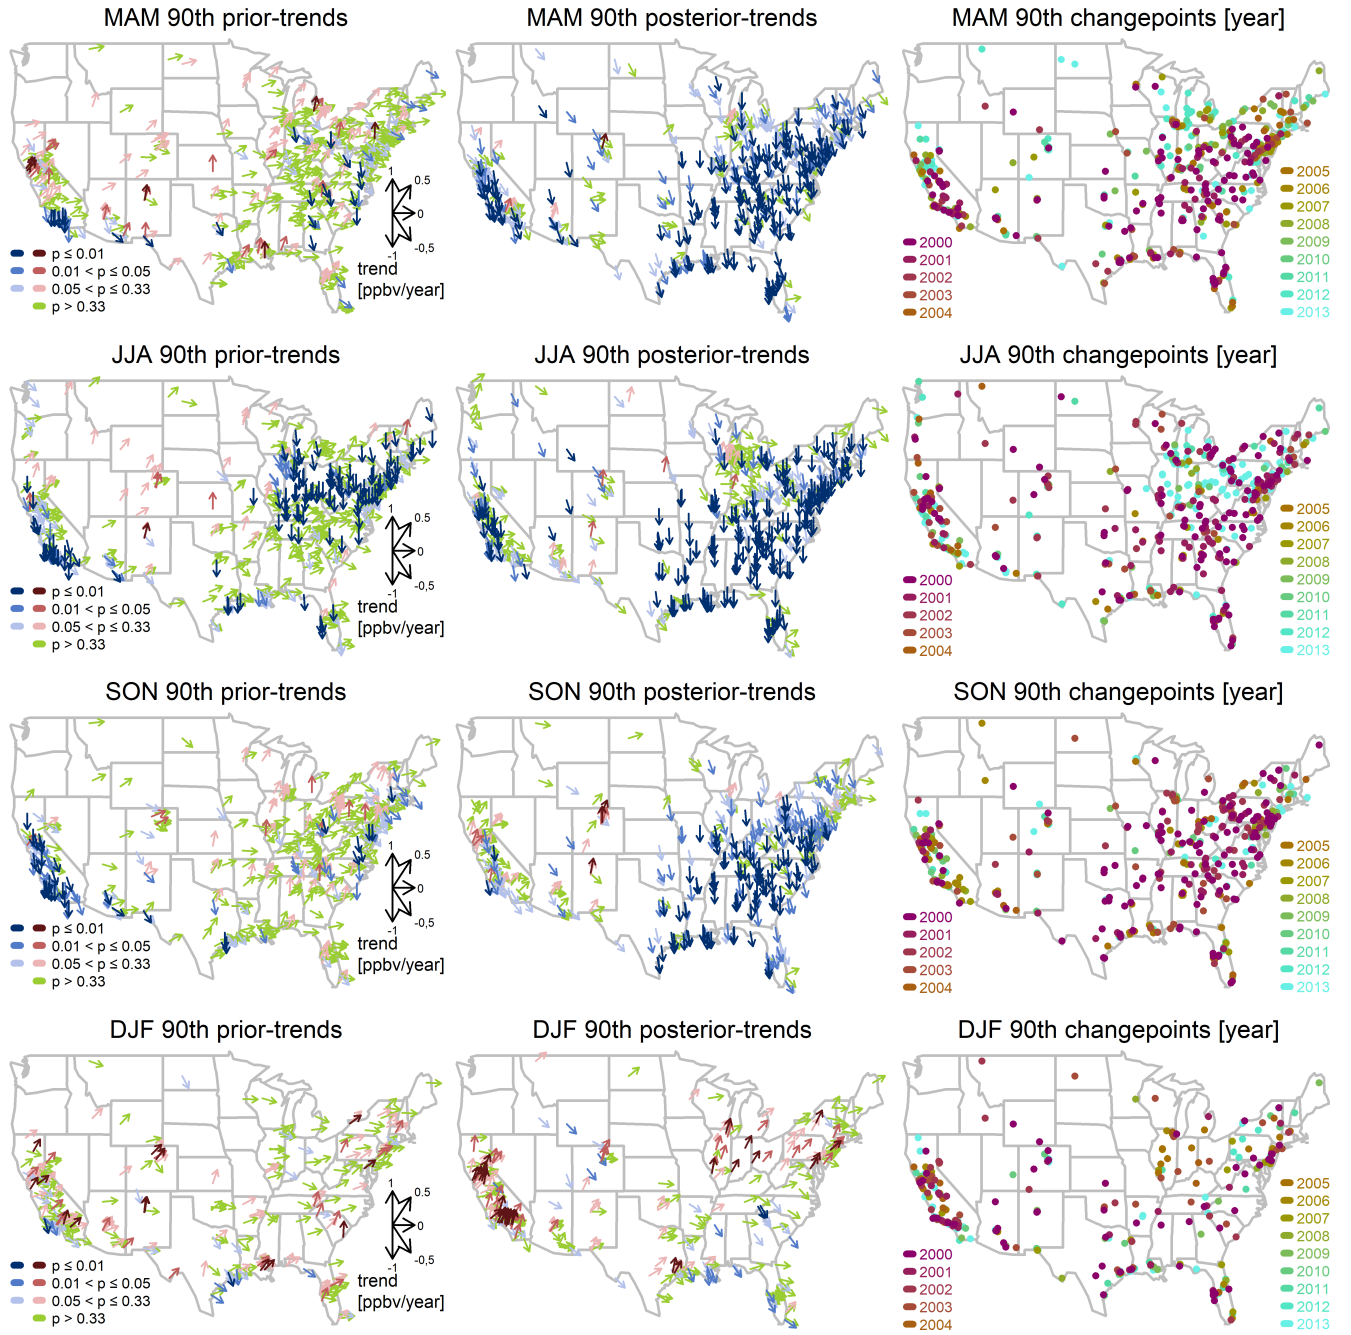 MAM 90th prior-trends
MAM 90th posterior-trends
MAM 90th changepoints [year]
1
0.5
0
-0.5
-1
trend
[ppbv/year]
p ≤ 0.01
0.01 < p ≤ 0.05
0.05 < p ≤ 0.33
p > 0.33
2000
2001
2002
2003
2004
2005
2006
2007
2008
2009
2010
2011
2012
2013
JJA 90th prior-trends
JJA 90th posterior-trends
JJA 90th changepoints [year]
1
0.5
0
-0.5
-1
trend
[ppbv/year]
p ≤ 0.01
0.01 < p ≤ 0.05
0.05 < p ≤ 0.33
p > 0.33
2000
2001
2002
2003
2004
2005
2006
2007
2008
2009
2010
2011
2012
2013
SON 90th prior-trends
SON 90th posterior-trends
SON 90th changepoints [year]
1
0.5
0
-0.5
-1
trend
[ppbv/year]
p ≤ 0.01
0.01 < p ≤ 0.05
0.05 < p ≤ 0.33
p > 0.33
2000
2001
2002
2003
2004
2005
2006
2007
2008
2009
2010
2011
2012
2013
DJF 90th prior-trends
DJF 90th posterior-trends
DJF 90th changepoints [year]
1
0.5
0
-0.5
-1
trend
[ppbv/year]
p ≤ 0.01
0.01 < p ≤ 0.05
0.05 < p ≤ 0.33
p > 0.33
2000
2001
2002
2003
2004
2005
2006
2007
2008
2009
2010
2011
2012
2013